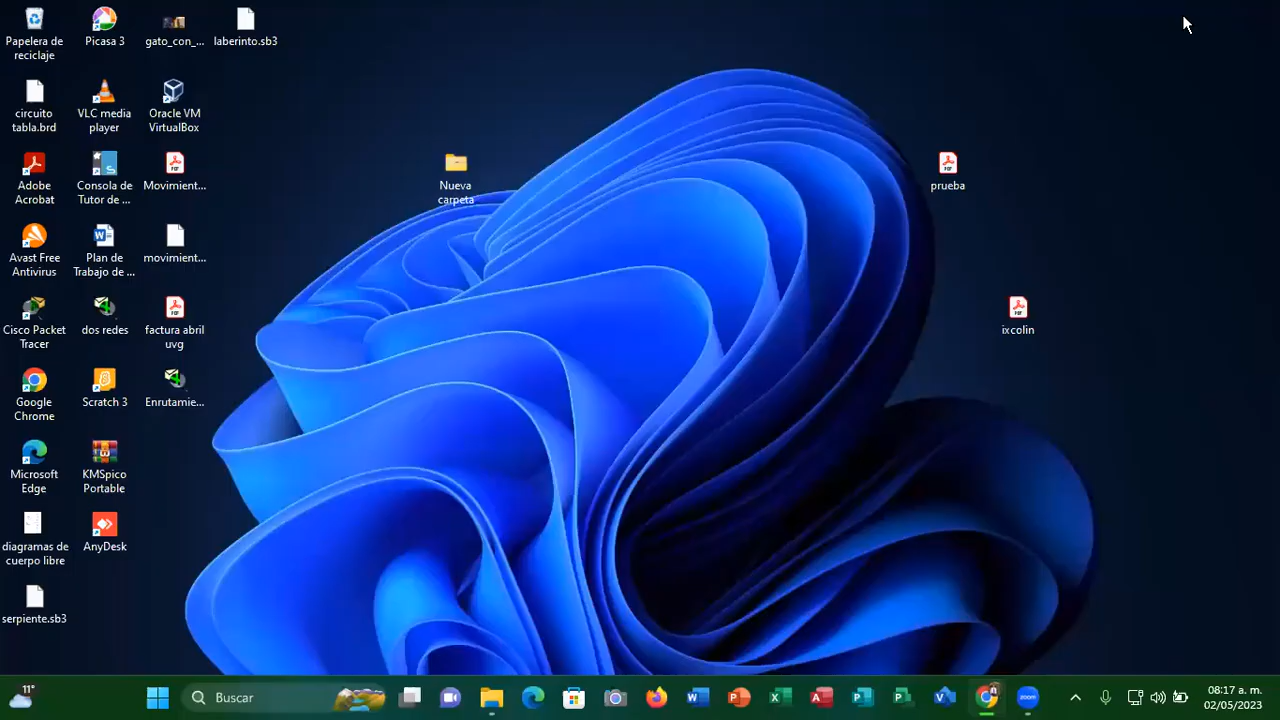 Papelera de
reciclaje
Picasa 3
gato_con_...
laberinto.sb3
circuito
tabla.brd
VLC media
player
Oracle VM
VirtualBox
Adobe
Acrobat
Consola de
Tutor de ...
Movimient...
Nueva
carpeta
prueba
Avast Free
Antivirus
Plan de
Trabajo de ...
movimient...
Cisco Packet
Tracer
dos redes
factura abril
uvg
ixcolin
Google
Chrome
Scratch 3
Enrutamie...
Microsoft
Edge
KMSpico
Portable
diagramas de
cuerpo libre
AnyDesk
serpiente.sb3
11°
Buscar
zoom
08:17 a. m.
02/05/2023